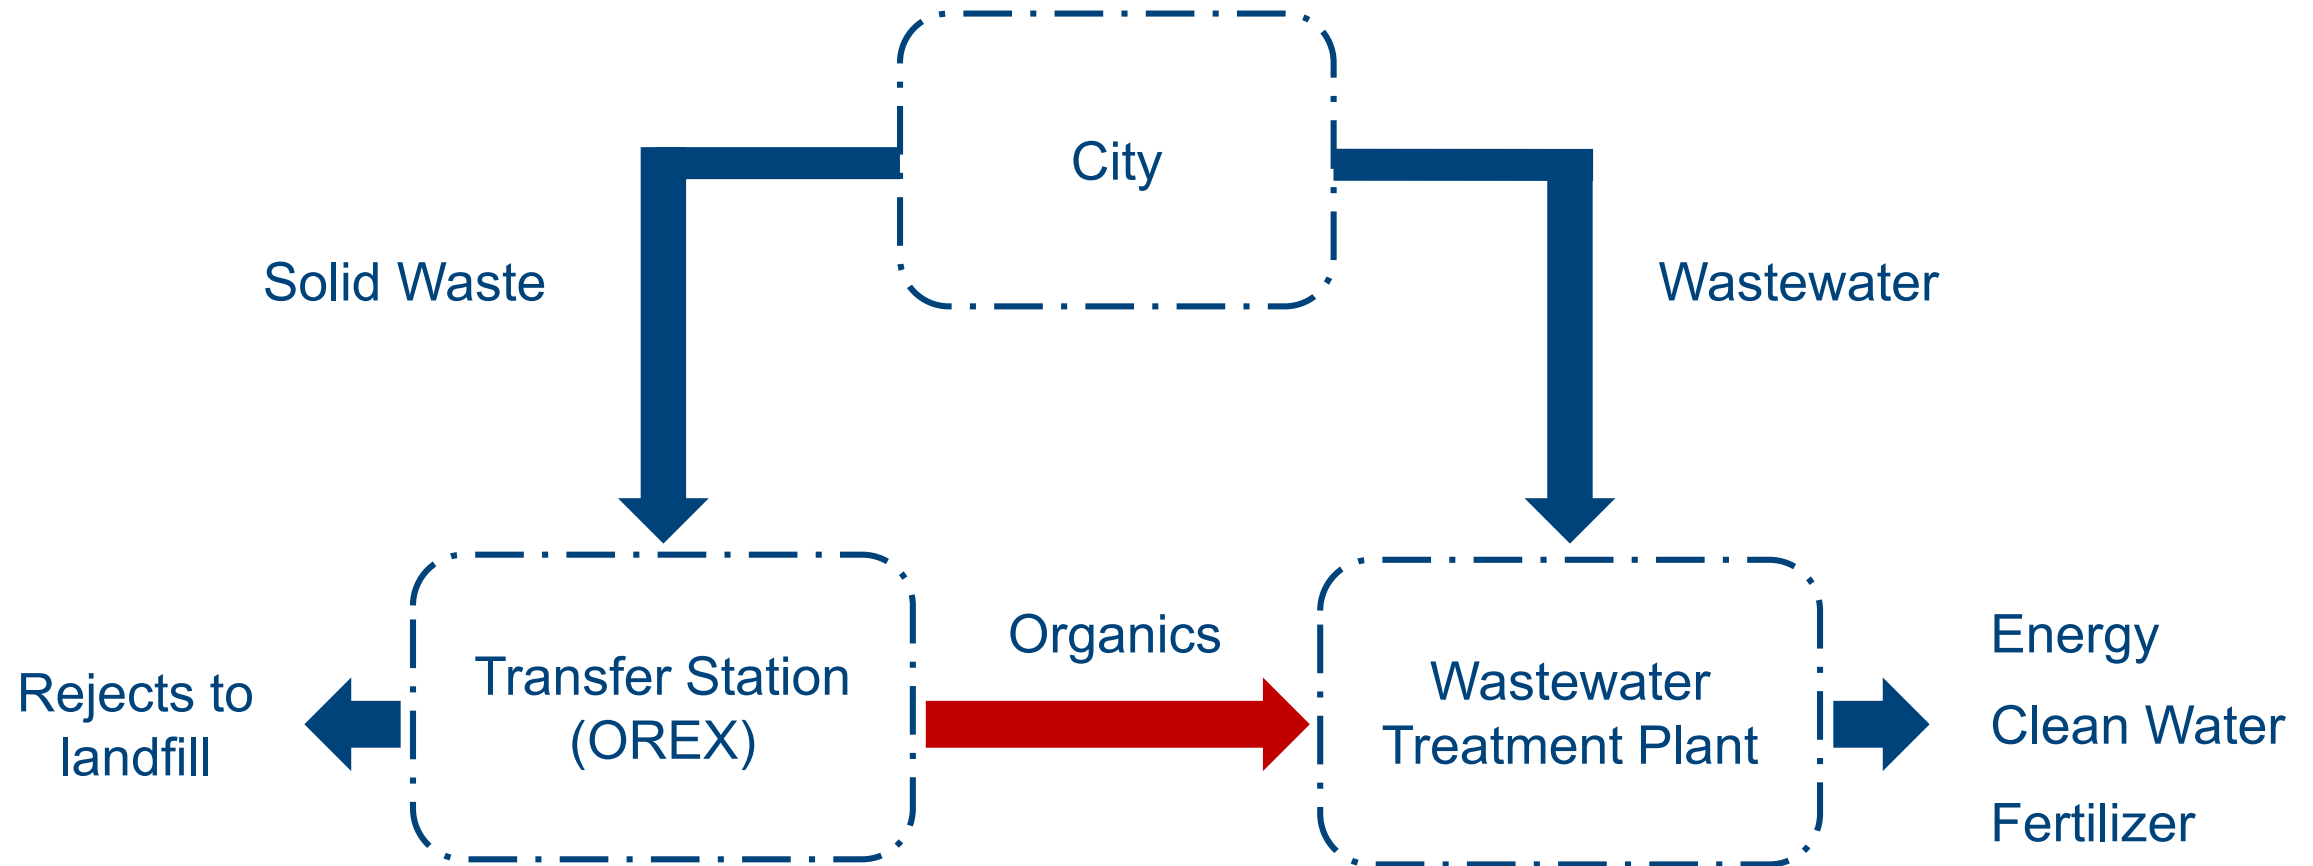 City
Solid Waste
Wastewater
Rejects to
landfill
Transfer Station
(OREX)
Organics
Wastewater
Treatment Plant
Energy
Clean Water
Fertilizer